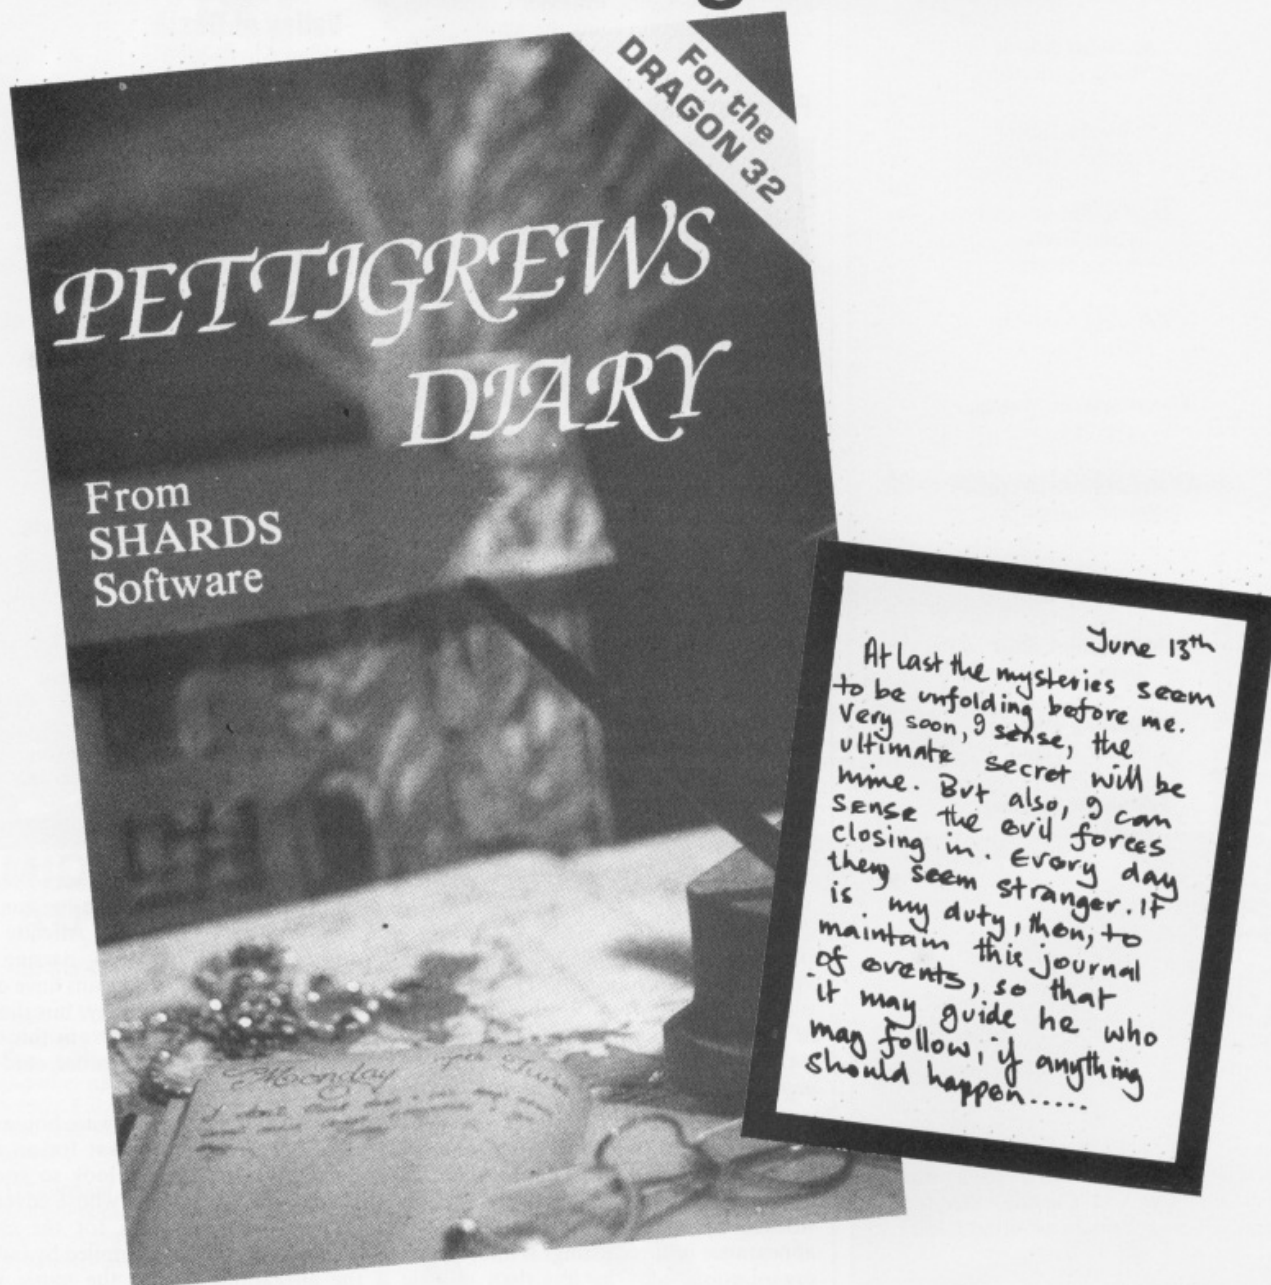 For the
DRAGON 32
PETTIGREWS
DIARY
From
SHARDS
Software
Monday June
June 13th
At last the mysteries seem
to be unfolding before me.
Very soon, I sense, the
ultimate secret will be
mine. But also, I can
sense the evil forces
closing in. Every day
they seem stranger. It
is my duty, then, to
maintain this journal
of events, so that
it may guide he who
may follow, if anything
should happen.....